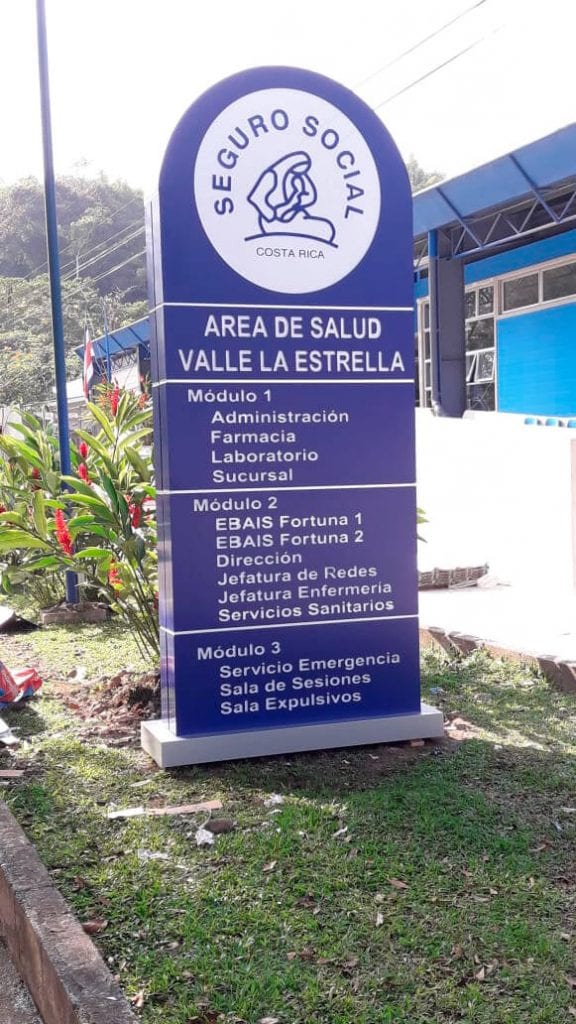 SEGURO SOCIAL
COSTA RICA
AREA DE SALUD
VALLE LA ESTRELLA
Módulo 1
Administración
Farmacia
Laboratorio
Sucursal
Módulo 2
EBAIS Fortuna 1
EBAIS Fortuna 2
Dirección
Jefatura de Redes
Jefatura Enfermería
Servicios Sanitarios
Módulo 3
Servicio Emergencia
Sala de Sesiones
Sala Expulsivos